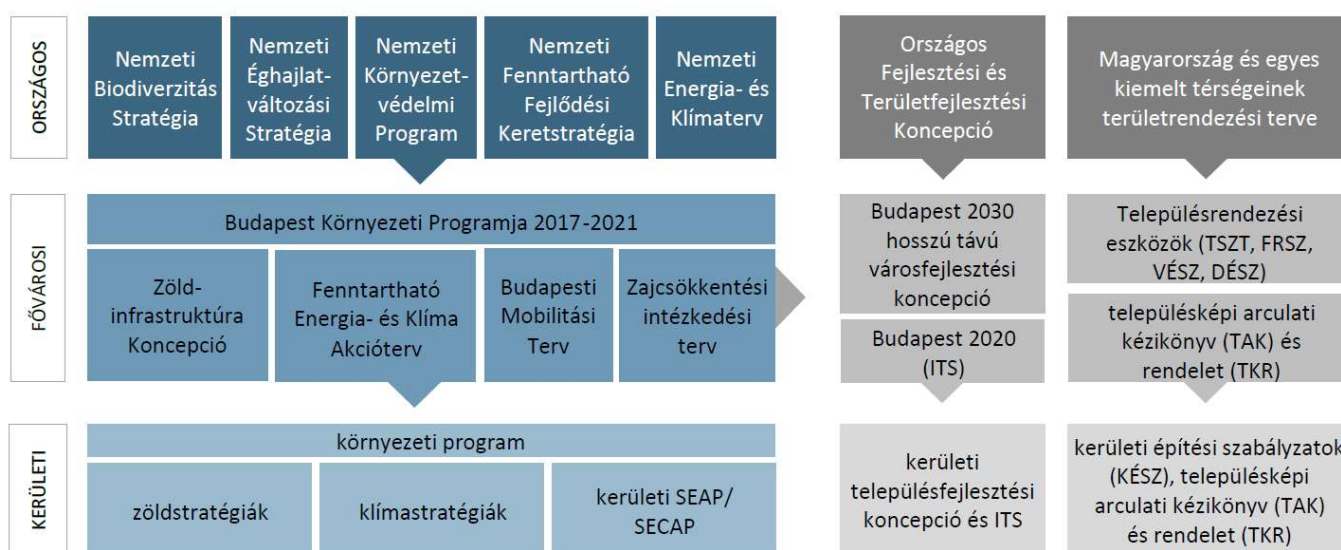 ORSZÁGOS
Nemzeti
Biodiverzitás
Stratégia
Nemzeti
Éghajlat-
változási
Stratégia
Nemzeti
Környezet-
védelmi
Program
Nemzeti
Fenntartható
Fejlődési
Keretstratégia
Nemzeti
Energia- és
Klímaterv
Országos
Fejlesztési és
Területfejlesztési
Koncepció
Magyarország és egyes
kiemelt térségeinek
területrendezési terve
FŐVÁROSI
Budapest Környezeti Programja 2017-2021
Zöld-
infrastruktúra
Koncepció
Fenntartható
Energia- és Klíma
Akcióterv
Budapesti
Mobilitási
Terv
Zajcsökkentési
intézkedési
terv
Budapest 2030
hosszú távú
városfejlesztési
koncepció
Budapest 2020
(ITS)
Településrendezési
eszközök (TSZT, FRSZ,
VÉSZ, DÉSZ)
településképi arculati
kézikönyv (TAK) és
rendelet (TKR)
KERÜLETI
környezeti program
zöldstratégiák
klímastratégiák
kerületi SEAP/
SECAP
kerületi
településfejlesztési
koncepció és ITS
kerületi építési szabályzatok
(KÉSZ), településképi
arculati kézikönyv (TAK)
és rendelet (TKR)